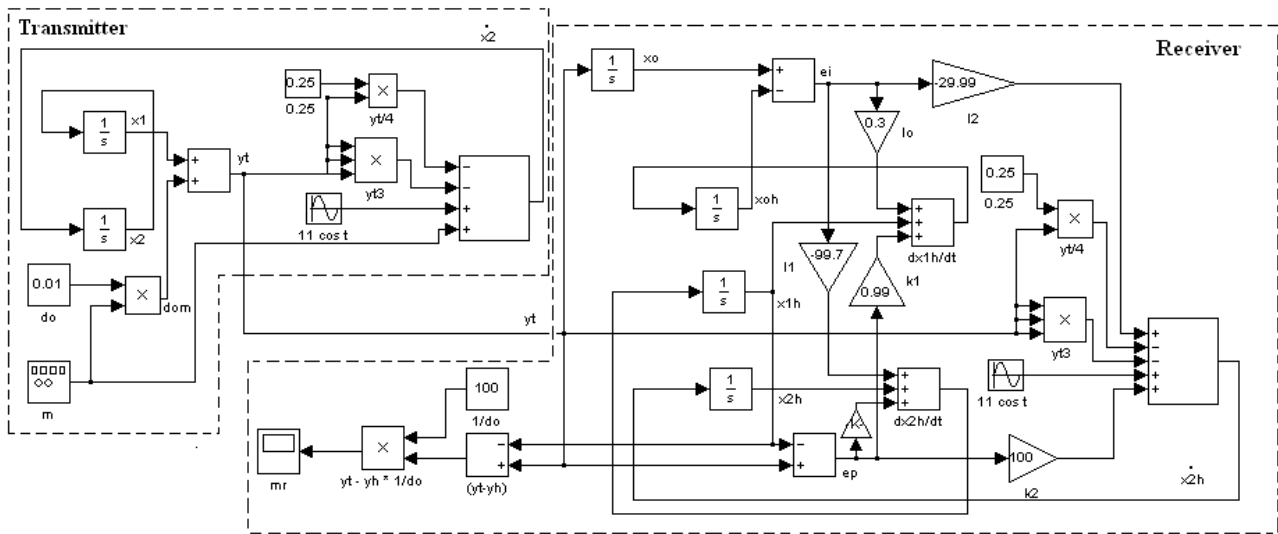 Transmitter
ẋ2
1/s
x1
1/s
x2
0.01
do
dom
m
+
+
yt
0.25
0.25
×
yt/4
×
yt3
11 cos t
−
−
+
+
×
Receiver
1/s
xo
+
−
ei
-29.99
l2
0.3
lo
1/s
xoh
+
+
+
dx1h/dt
-99.7
l1
0.99
k1
1/s
x1h
yt
0.25
0.25
×
yt/4
×
yt3
11 cos t
+
−
−
+
+
1/s
x2h
+
+
+
dx2h/dt
-K-
100
1/do
mr
×
yt - yh * 1/do
−
+
(yt-yh)
−
+
ep
100
k2
ẋ2h